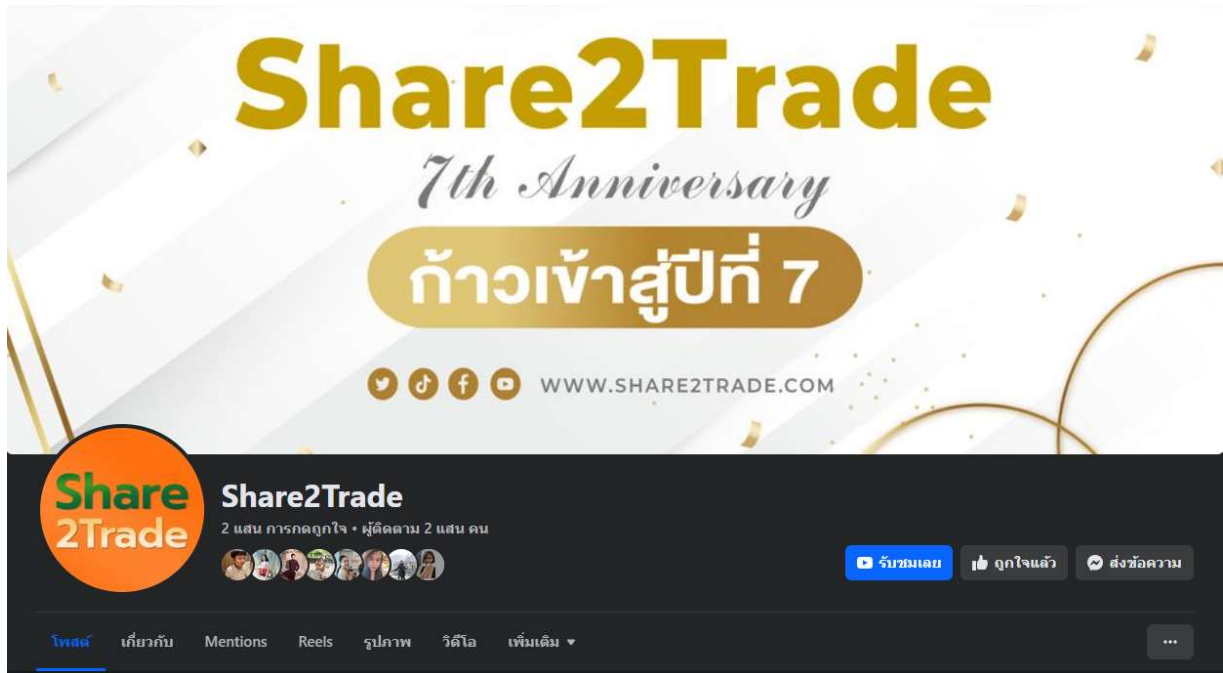 Share2Trade
7th Anniversary
ก้าวเข้าสู่ปีที่ 7
WWW.SHARE2TRADE.COM
Share
2Trade
Share2Trade
2 แสน การกดถูกใจ • ผู้ติดตาม 2 แสน คน
รับชมเลย ถูกใจแล้ว ส่งข้อความ
โพสต์ เกี่ยวกับ Mentions Reels รูปภาพ วิดีโอ เพิ่มเติม